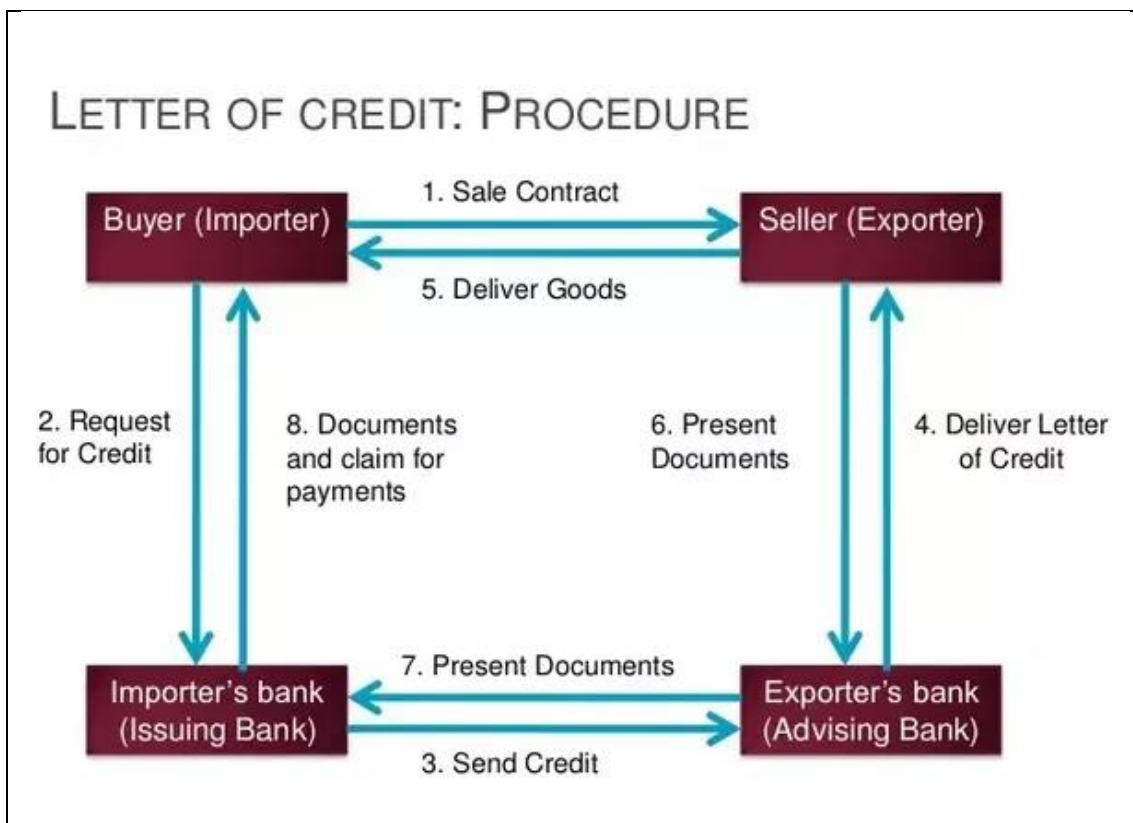 LETTER OF CREDIT: PROCEDURE
1. Sale Contract
Buyer (Importer)
Seller (Exporter)
5. Deliver Goods
2. Request
for Credit
8. Documents
and claim for
payments
6. Present
Documents
4. Deliver Letter
of Credit
7. Present Documents
Importer's bank
(Issuing Bank)
Exporter's bank
(Advising Bank)
3. Send Credit